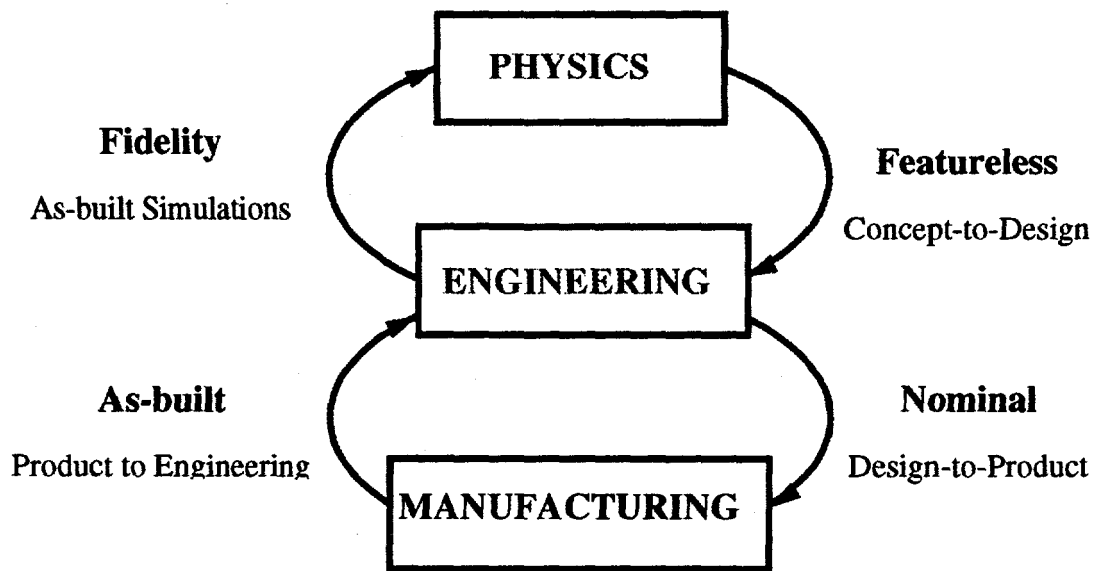 PHYSICS
Fidelity
As-built Simulations
Featureless
Concept-to-Design
ENGINEERING
As-built
Product to Engineering
Nominal
Design-to-Product
MANUFACTURING